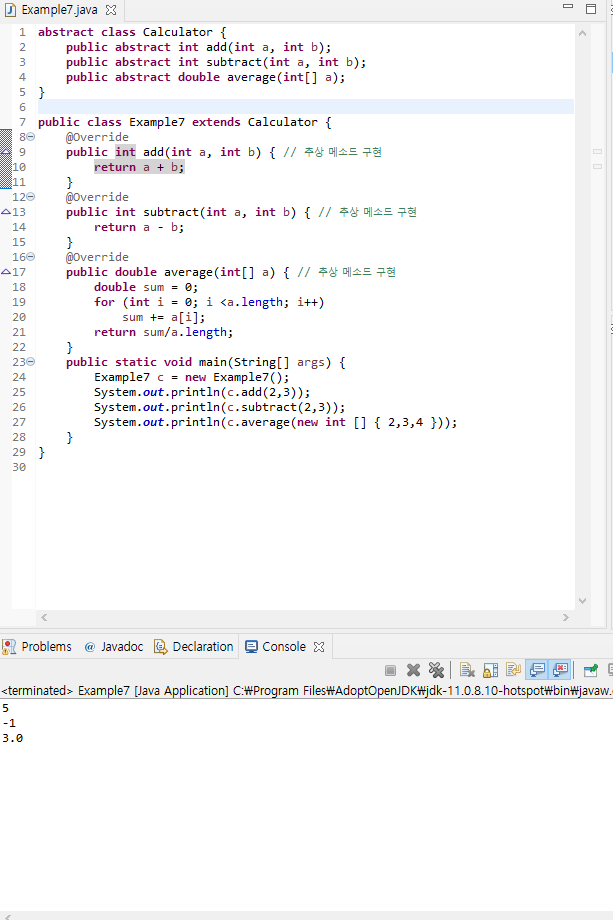 Example7.java
1 abstract class Calculator {
2     public abstract int add(int a, int b);
3     public abstract int subtract(int a, int b);
4     public abstract double average(int[] a);
5 }
6
7 public class Example7 extends Calculator {
8     @Override
9     public int add(int a, int b) { // 추상 메소드 구현
10         return a + b;
11     }
12     @Override
13     public int subtract(int a, int b) { // 추상 메소드 구현
14         return a - b;
15     }
16     @Override
17     public double average(int[] a) { // 추상 메소드 구현
18         double sum = 0;
19         for (int i = 0; i <a.length; i++)
20             sum += a[i];
21         return sum/a.length;
22     }
23     public static void main(String[] args) {
24         Example7 c = new Example7();
25         System.out.println(c.add(2,3));
26         System.out.println(c.subtract(2,3));
27         System.out.println(c.average(new int [] { 2,3,4 }));
28     }
29 }
30
Problems @ Javadoc Declaration Console
<terminated> Example7 [Java Application] C:₩Program Files₩AdoptOpenJDK₩jdk-11.0.8.10-hotspot₩bin₩javaw.
5
-1
3.0